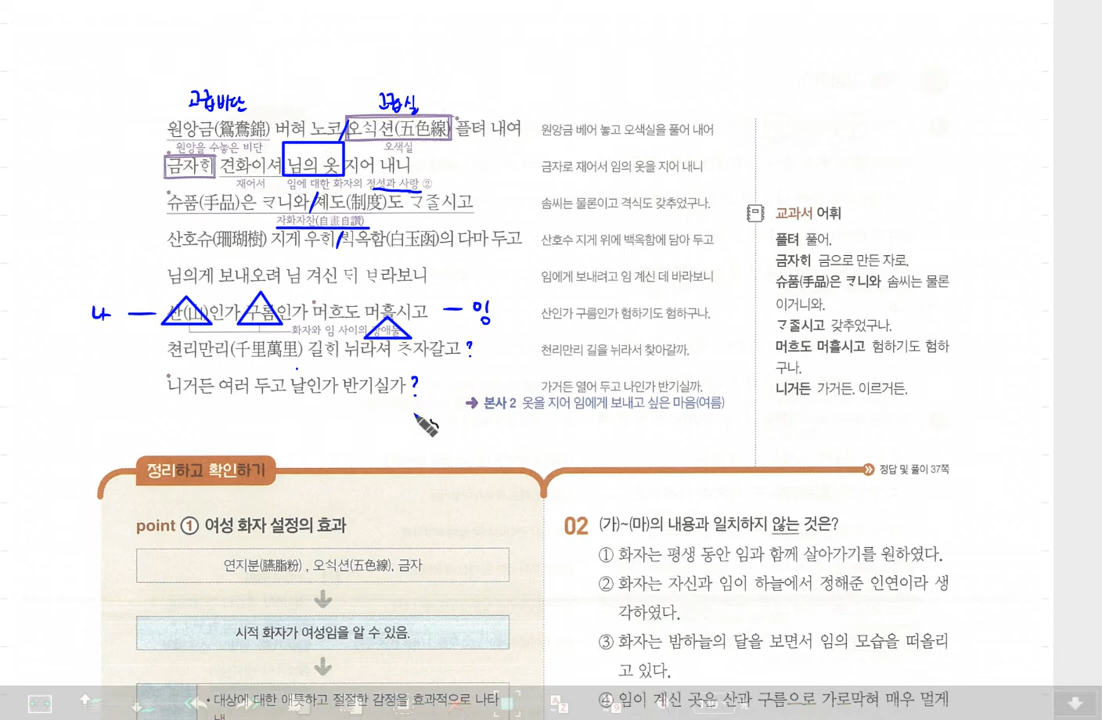 고급비단 고급실
원앙금(鴛鴦錦) 버혀 노코 오ᄉᆡᆨ션(五色線) 플텨 내여
원앙을 수놓은 비단 오색실
금자ᄒᆡ 견화이셔 님의 옷 지어 내니
재어서 임에 대한 화자의 정성과 사랑 ②
슈품(手品)은 ᄏᆞ니와 졔도(制度)도 ᄀᆞᄌᆞᆯ시고
자화자찬(自畫自讚)
산호슈(珊瑚樹) 지게 우ᄒᆡ ᄇᆡᆨ옥함(白玉函)의 다마 두고
님의게 보내오려 님 겨신 ᄃᆡ ᄇᆞ라보니
나 산(山)인가 구롬인가 머흐도 머흘시고 임
화자와 임 사이의 장애물
쳔리만리(千里萬里) 길ᄒᆡ 뉘라셔 ᄎᆞ자갈고 ?
니거든 여러 두고 날인가 반기실가 ?
원앙금 베어 놓고 오색실을 풀어 내어
금자로 재어서 임의 옷을 지어 내니
솜씨는 물론이고 격식도 갖추었구나.
산호수 지게 위에 백옥함에 담아 두고
임에게 보내려고 임 계신 데 바라보니
산인가 구름인가 험하기도 험하구나.
천리만리 길을 뉘라서 찾아갈까.
가거든 열어 두고 나인가 반기실까.
➔ 본사 2 옷을 지어 임에게 보내고 싶은 마음(여름)
교과서 어휘
플텨 풀어.
금자ᄒᆡ 금으로 만든 자로.
슈품(手品)은 ᄏᆞ니와 솜씨는 물론
이거니와.
ᄀᆞᄌᆞᆯ시고 갖추었구나.
머흐도 머흘시고 험하기도 험하
구나.
니거든 가거든. 이르거든.
정리하고 확인하기
정답 및 풀이 37쪽
point ① 여성 화자 설정의 효과
연지분(臙脂粉), 오ᄉᆡᆨ션(五色線), 금자
시적 화자가 여성임을 알 수 있음.
• 대상에 대한 애틋하고 절절한 감정을 효과적으로 나타
02 (가)~(마)의 내용과 일치하지 않는 것은?
① 화자는 평생 동안 임과 함께 살아가기를 원하였다.
② 화자는 자신과 임이 하늘에서 정해준 인연이라 생
각하였다.
③ 화자는 밤하늘의 달을 보면서 임의 모습을 떠올리
고 있다.
④ 임이 계신 곳은 산과 구름으로 가로막혀 매우 멀게